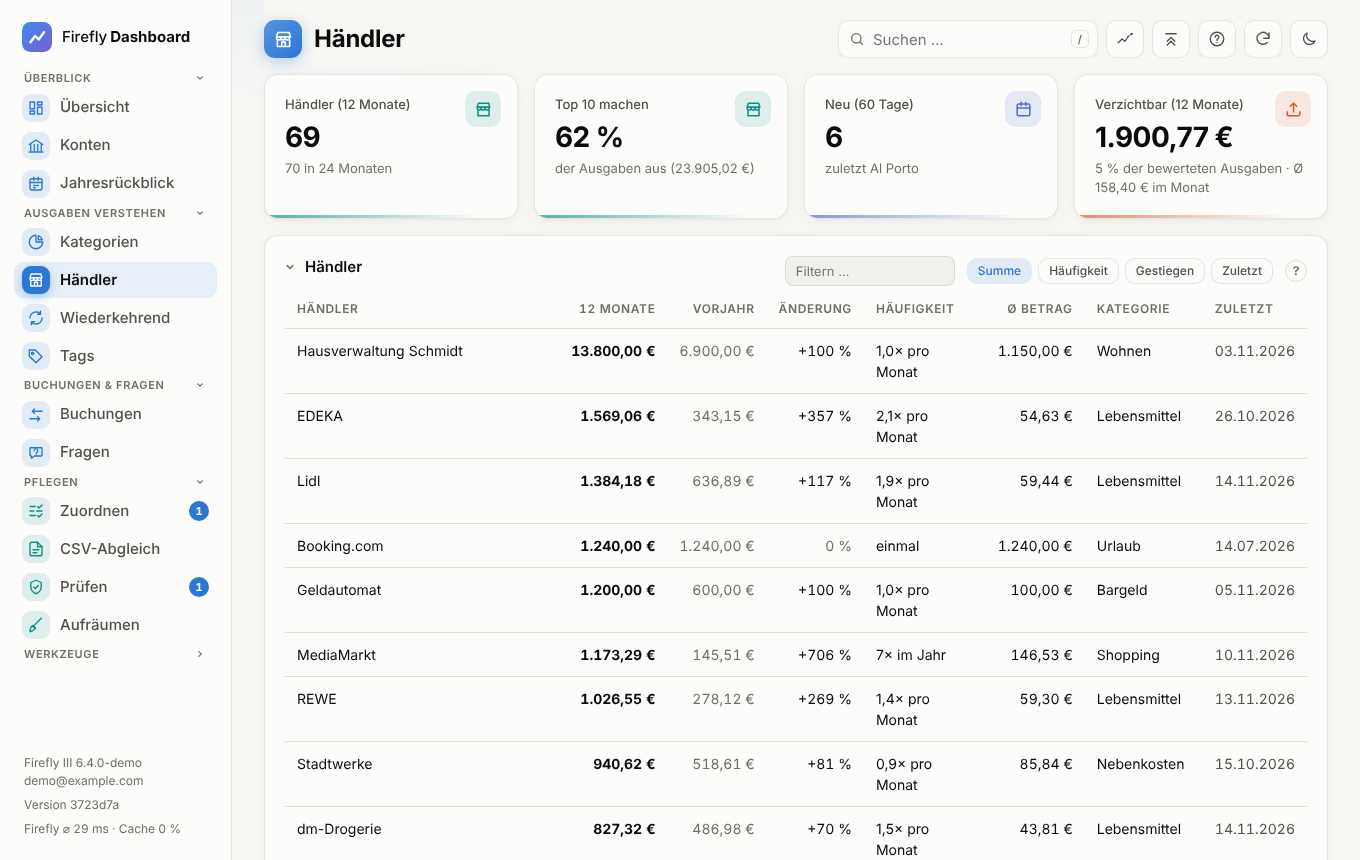 Firefly Dashboard
ÜBERBLICK
Übersicht
Konten
Jahresrückblick
AUSGABEN VERSTEHEN
Kategorien
Händler
Wiederkehrend
Tags
BUCHUNGEN & FRAGEN
Buchungen
Fragen
PFLEGEN
Zuordnen 1
CSV-Abgleich
Prüfen 1
Aufräumen
WERKZEUGE
Firefly III 6.4.0-demo
demo@example.com
Version 3723d7a
Firefly ⌀ 29 ms · Cache 0 %
Händler
Suchen ... /
Händler (12 Monate)
69
70 in 24 Monaten
Top 10 machen
62 %
der Ausgaben aus (23.905,02 €)
Neu (60 Tage)
6
zuletzt Al Porto
Verzichtbar (12 Monate)
1.900,77 €
5 % der bewerteten Ausgaben · Ø
158,40 € im Monat
Händler
Filtern ... Summe Häufigkeit Gestiegen Zuletzt ?
HÄNDLER 12 MONATE VORJAHR ÄNDERUNG HÄUFIGKEIT Ø BETRAG KATEGORIE ZULETZT
Hausverwaltung Schmidt 13.800,00 € 6.900,00 € +100 % 1,0× pro Monat 1.150,00 € Wohnen 03.11.2026
EDEKA 1.569,06 € 343,15 € +357 % 2,1× pro Monat 54,63 € Lebensmittel 26.10.2026
Lidl 1.384,18 € 636,89 € +117 % 1,9× pro Monat 59,44 € Lebensmittel 14.11.2026
Booking.com 1.240,00 € 1.240,00 € 0 % einmal 1.240,00 € Urlaub 14.07.2026
Geldautomat 1.200,00 € 600,00 € +100 % 1,0× pro Monat 100,00 € Bargeld 05.11.2026
MediaMarkt 1.173,29 € 145,51 € +706 % 7× im Jahr 146,53 € Shopping 10.11.2026
REWE 1.026,55 € 278,12 € +269 % 1,4× pro Monat 59,30 € Lebensmittel 13.11.2026
Stadtwerke 940,62 € 518,61 € +81 % 0,9× pro Monat 85,84 € Nebenkosten 15.10.2026
dm-Drogerie 827,32 € 486,98 € +70 % 1,5× pro Monat 43,81 € Lebensmittel 14.11.2026